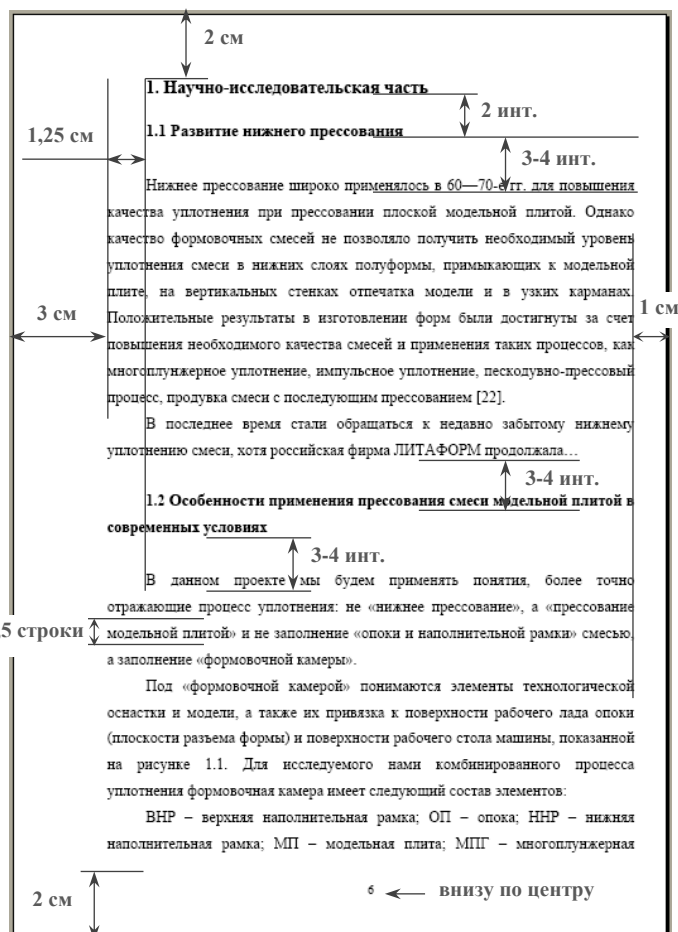 2 см
1. Научно-исследовательская часть
2 инт.
1.1 Развитие нижнего прессования
1,25 см
3-4 инт.
Нижнее прессование широко применялось в 60—70-е гг. для повышения
качества уплотнения при прессовании плоской модельной плитой. Однако
качество формовочных смесей не позволяло получить необходимый уровень
уплотнения смеси в нижних слоях полуформы, примыкающих к модельной
плите, на вертикальных стенках отпечатка модели и в узких карманах.
3 см
1 см
Положительные результаты в изготовлении форм были достигнуты за счет
повышения необходимого качества смесей и применения таких процессов, как
многоплунжерное уплотнение, импульсное уплотнение, пескодувно-прессовый
процесс, продувка смеси с последующим прессованием [22].
В последнее время стали обращаться к недавно забытому нижнему
уплотнению смеси, хотя российская фирма ЛИТАФОРМ продолжала…
3-4 инт.
1.2 Особенности применения прессования смеси модельной плитой в
современных условиях
3-4 инт.
В данном проекте мы будем применять понятия, более точно
отражающие процесс уплотнения: не «нижнее прессование», а «прессование
5 строки
модельной плитой» и не заполнение «опоки и наполнительной рамки» смесью,
а заполнение «формовочной камеры».
Под «формовочной камерой» понимаются элементы технологической
оснастки и модели, а также их привязка к поверхности рабочего лада опоки
(плоскости разъема формы) и поверхности рабочего стола машины, показанной
на рисунке 1.1. Для исследуемого нами комбинированного процесса
уплотнения формовочная камера имеет следующий состав элементов:
ВНР – верхняя наполнительная рамка; ОП – опока; ННР – нижняя
наполнительная рамка; МП – модельная плита; МПГ – многоплунжерная
6
внизу по центру
2 см